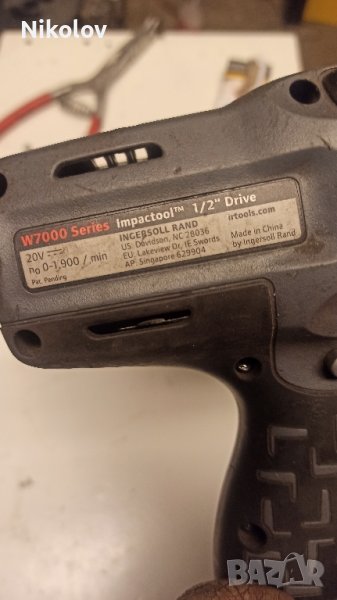 Nikolov
W7000 Series Impactool™ 1/2" Drive
20V
n₀ 0-1,900 / min
Pat. Pending
INGERSOLL RAND
US: Davidson, NC 28036
EU: Lakeview Dr, IE Swords
AP: Singapore 629904
irtools.com
Made in China
by Ingersoll Rand
BAZAR